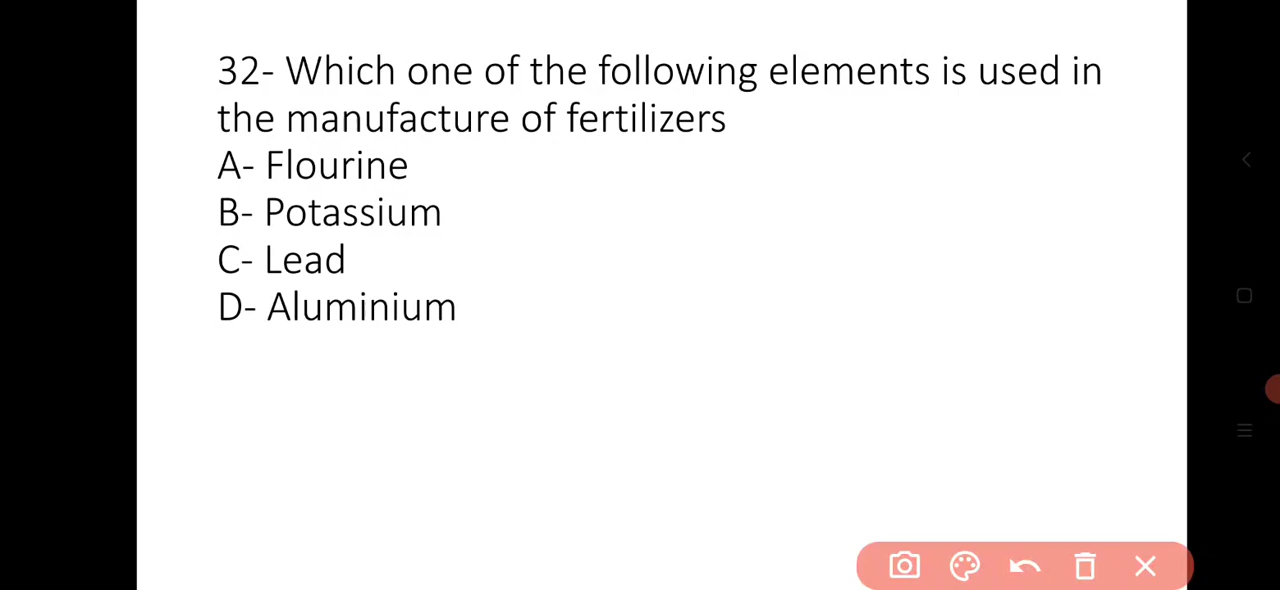 32- Which one of the following elements is used in
the manufacture of fertilizers
A- Flourine
B- Potassium
C- Lead
D- Aluminium